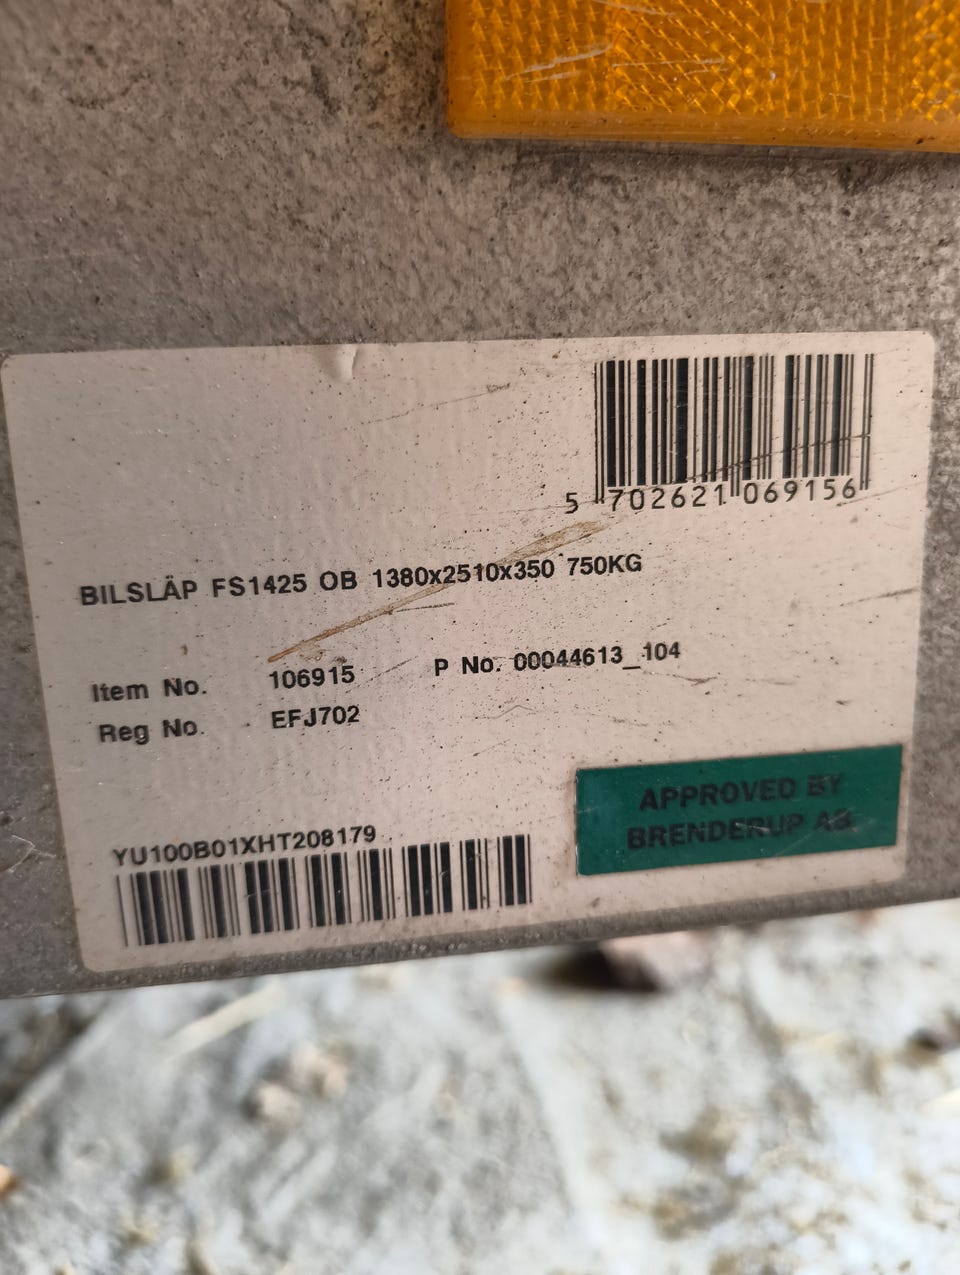 5 702621 069156
BILSLÄP FS1425 OB 1380x2510x350 750KG
Item No. 106915 P No. 00044613_104
Reg No. EFJ702
APPROVED BY
BRENDERUP AB
YU100B01XHT208179